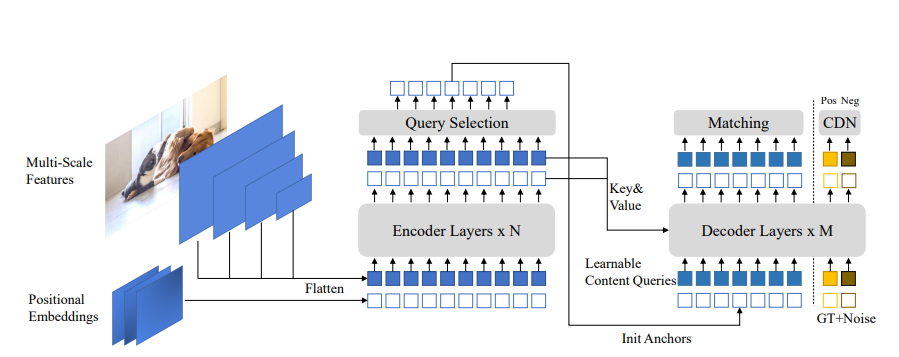 Multi-Scale
Features
Positional
Embeddings
Flatten
Query Selection
Encoder Layers x N
Key&
Value
Learnable
Content Queries
Init Anchors
Matching
Decoder Layers x M
Pos Neg
CDN
GT+Noise